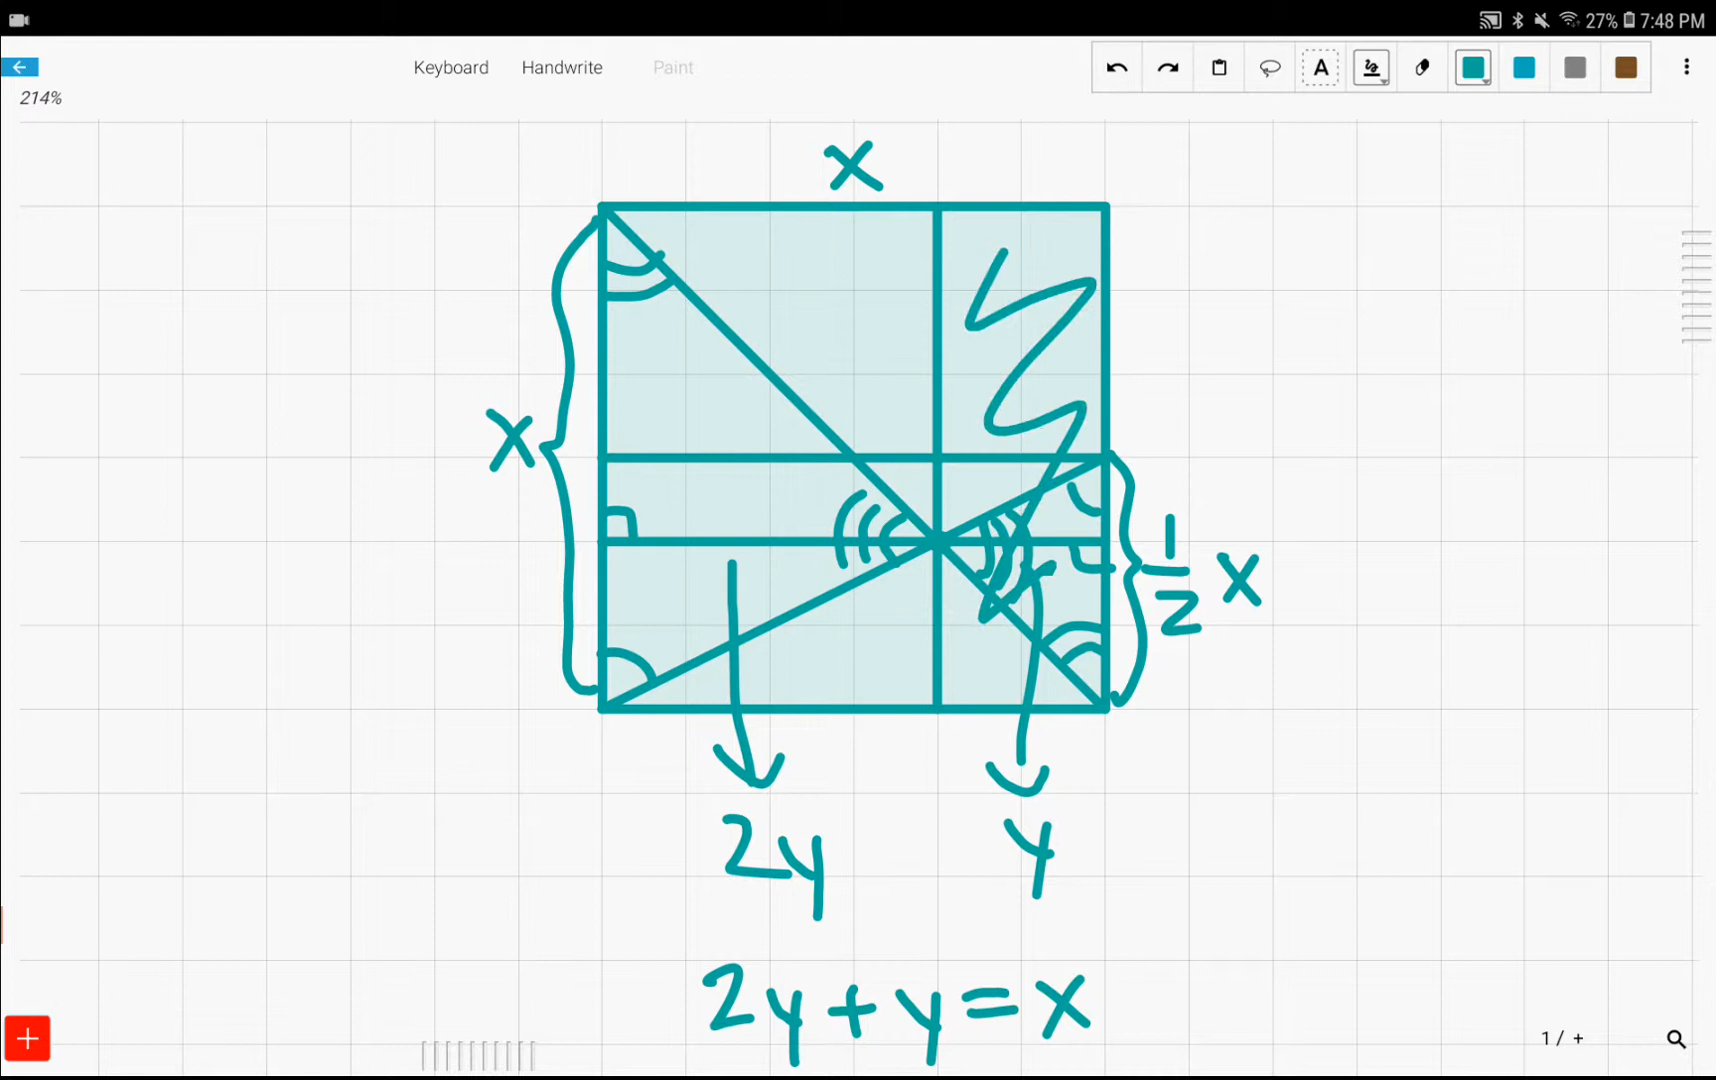 27% 7:48 PM
Keyboard Handwrite Paint
A
214%
x
x
1/2 x
2y y
2y + y = x
1 / +